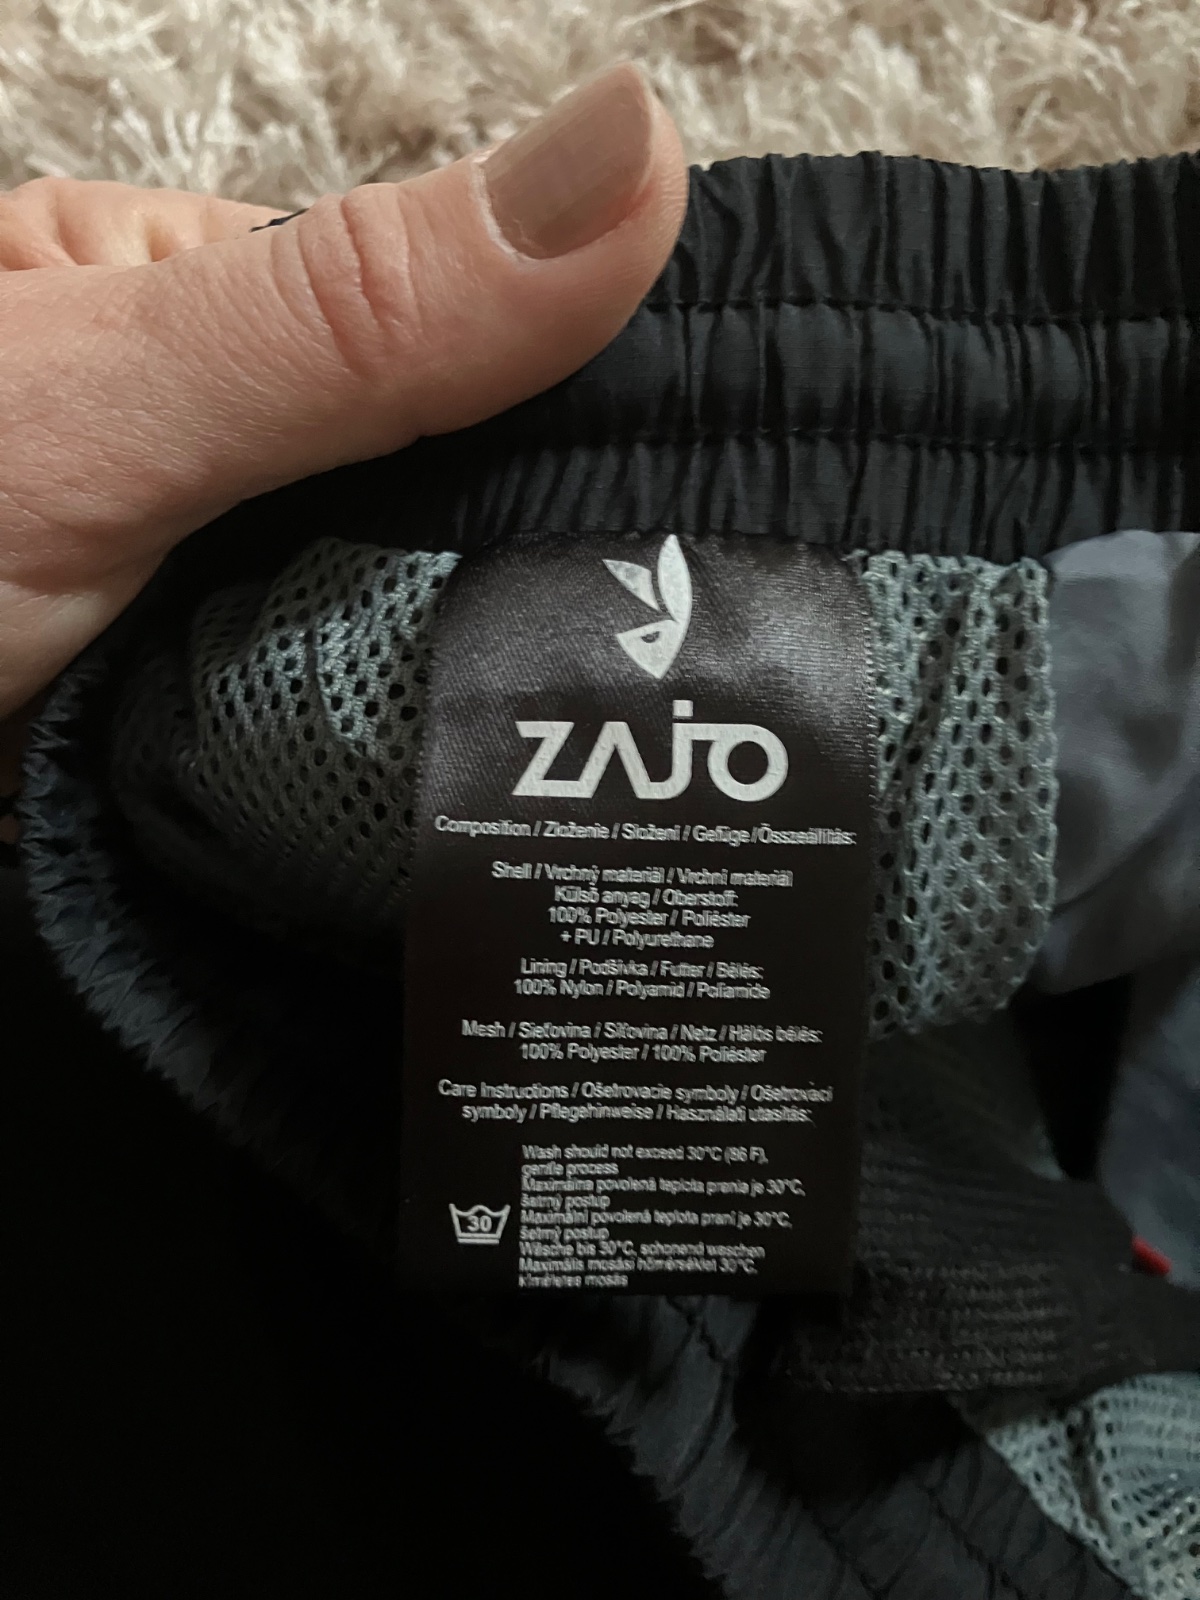 ZAJO
Composition / Zloženie / Složení / Gefüge / Összeállítás:
Shell / Vrchný materiál / Vrchní materiál
Külső anyag / Oberstoff:
100% Polyester / Poliészter
+ PU / Polyurethane
Lining / Podšívka / Futter / Bélés:
100% Nylon / Polyamid / Poliamide
Mesh / Sieťovina / Síťovina / Netz / Hálós bélés:
100% Polyester / 100% Poliészter
Care Instructions / Ošetrovacie symboly / Ošetrovací
symboly / Pflegehinweise / Használati utasítás:
Wash should not exceed 30°C (86 F),
gentle process
Maximálna povolená teplota prania je 30°C,
šetrný postup
30
Maximální povolená teplota praní je 30°C,
šetrný postup
Wäsche bis 30°C, schonend waschen
Maximális mosási hőmérséklet 30°C,
kíméletes mosás